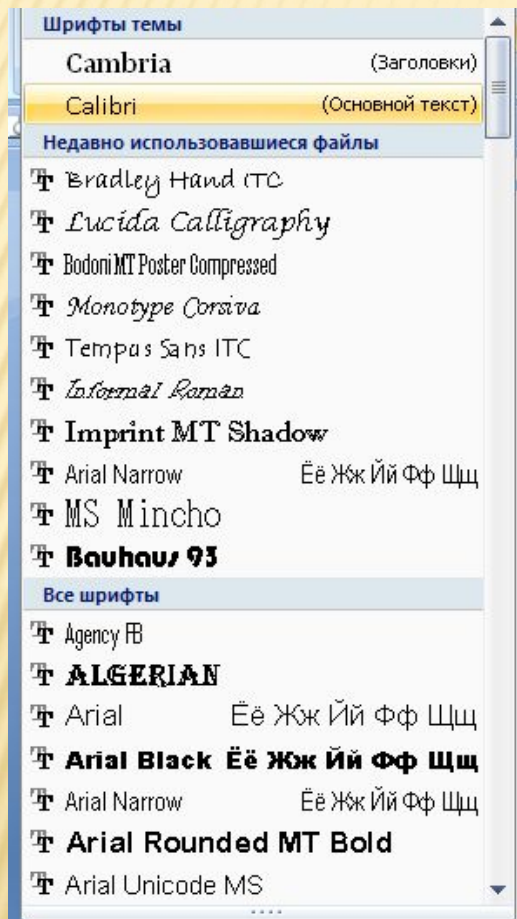 Шрифты темы
Cambria (Заголовки)
Calibri (Основной текст)
Недавно использовавшиеся файлы
Bradley Hand ITC
Lucida Calligraphy
Bodoni MT Poster Compressed
Monotype Corsiva
Tempus Sans ITC
Informal Roman
Imprint MT Shadow
Arial Narrow Ёё Жж Йй Фф Щщ
MS Mincho
Bauhaus 93
Все шрифты
Agency FB
ALGERIAN
Arial Ёё Жж Йй Фф Щщ
Arial Black Ёё Жж Йй Фф Щщ
Arial Narrow Ёё Жж Йй Фф Щщ
Arial Rounded MT Bold
Arial Unicode MS